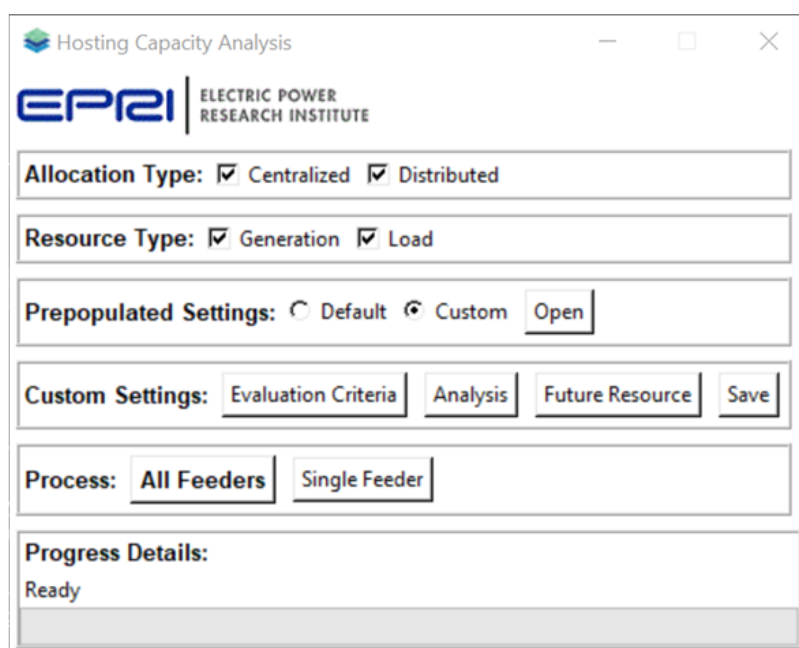 Hosting Capacity Analysis
EPRI
ELECTRIC POWER
RESEARCH INSTITUTE
Allocation Type: Centralized Distributed
Resource Type: Generation Load
Prepopulated Settings: Default Custom Open
Custom Settings: Evaluation Criteria Analysis Future Resource Save
Process: All Feeders Single Feeder
Progress Details:
Ready